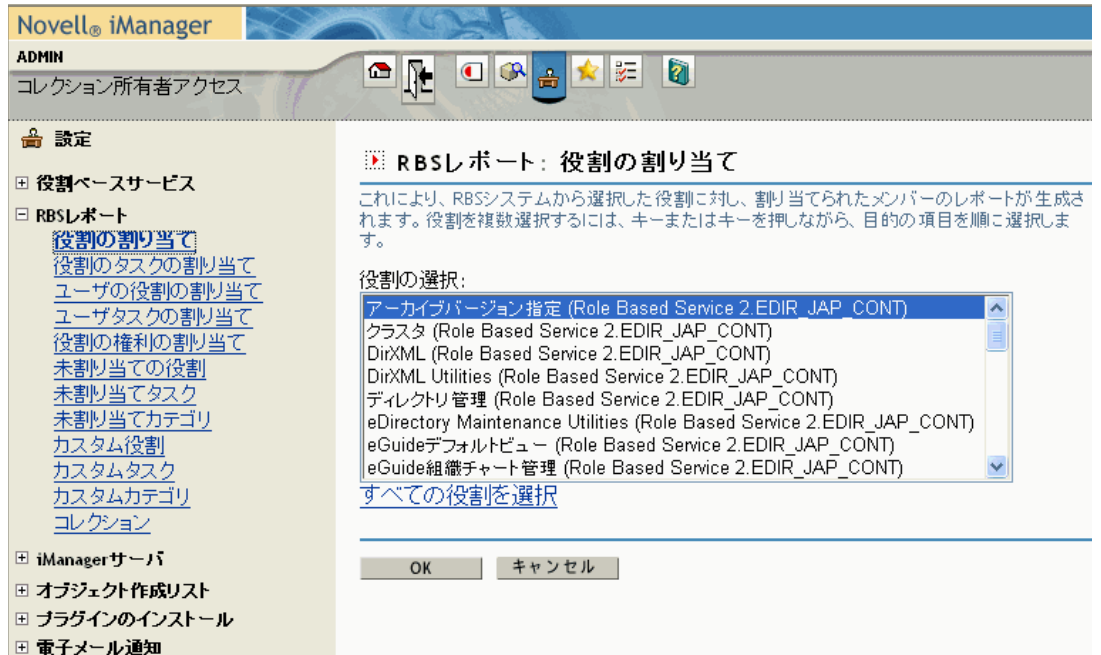 Novell® iManager
ADMIN
コレクション所有者アクセス
設定
役割ベースサービス
RBSレポート
役割の割り当て
役割のタスクの割り当て
ユーザの役割の割り当て
ユーザタスクの割り当て
役割の権利の割り当て
未割り当ての役割
未割り当てタスク
未割り当てカテゴリ
カスタム役割
カスタムタスク
カスタムカテゴリ
コレクション
iManagerサーバ
オブジェクト作成リスト
プラグインのインストール
電子メール通知
RBSレポート: 役割の割り当て
これにより、RBSシステムから選択した役割に対し、割り当てられたメンバーのレポートが生成さ
れます。役割を複数選択するには、キーまたはキーを押しながら、目的の項目を順に選択しま
す。
役割の選択:
アーカイブバージョン指定 (Role Based Service 2.EDIR_JAP_CONT)
クラスタ (Role Based Service 2.EDIR_JAP_CONT)
DirXML (Role Based Service 2.EDIR_JAP_CONT)
DirXML Utilities (Role Based Service 2.EDIR_JAP_CONT)
ディレクトリ管理 (Role Based Service 2.EDIR_JAP_CONT)
eDirectory Maintenance Utilities (Role Based Service 2.EDIR_JAP_CONT)
eGuideデフォルトビュー (Role Based Service 2.EDIR_JAP_CONT)
eGuide組織チャート管理 (Role Based Service 2.EDIR_JAP_CONT)
すべての役割を選択
OK キャンセル